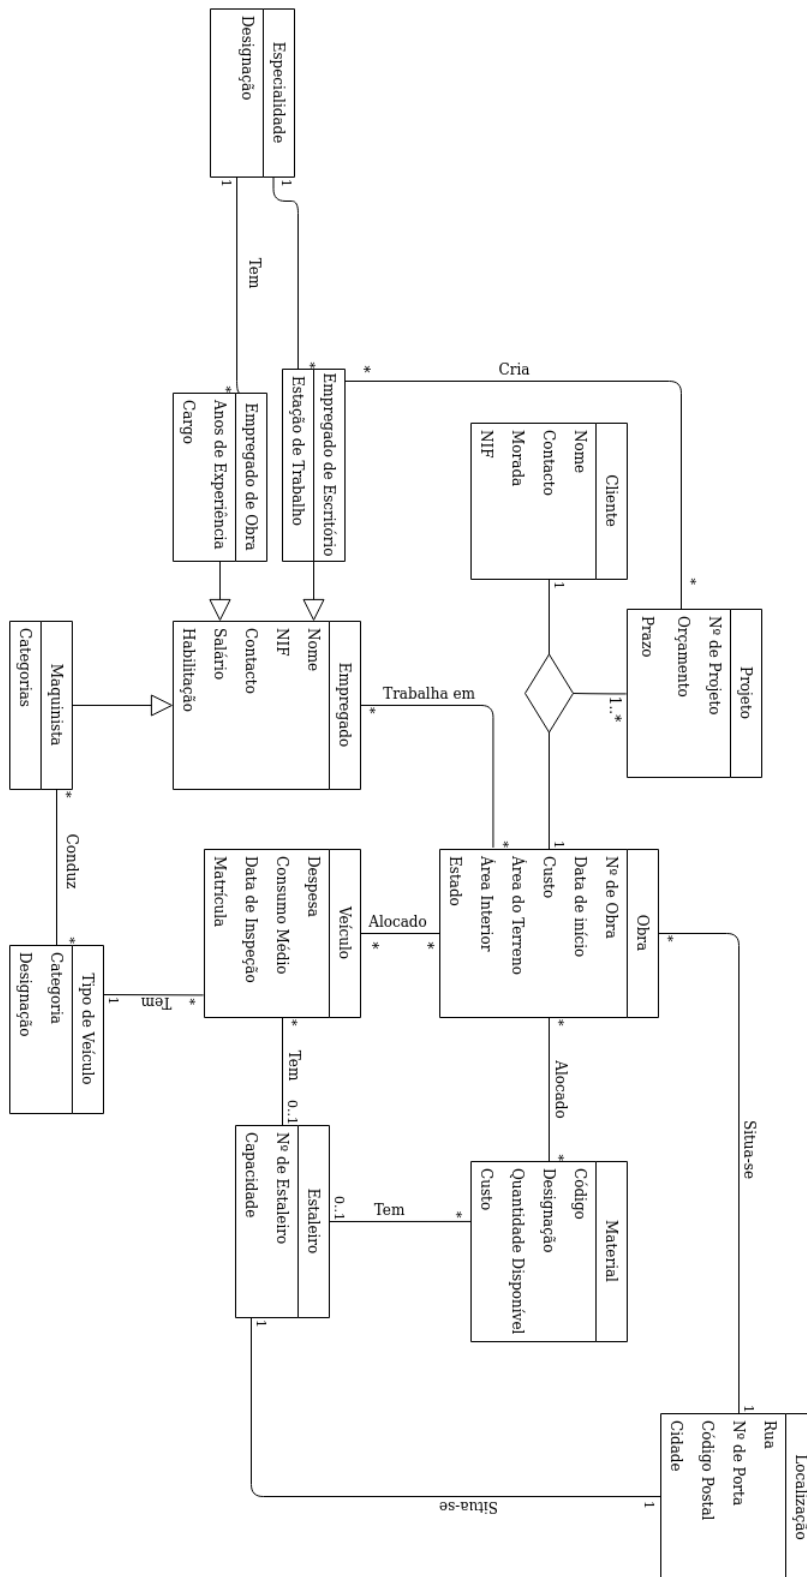 Especialidade
Designação
1
1
Tem
*
*
Empregado de Escritório
Estação de Trabalho
Empregado de Obra
Anos de Experiência
Cargo
*
Cria
*
Cliente
Nome
Contacto
Morada
NIF
1
Projeto
Nº de Projeto
Orçamento
Prazo
1..*
1
Empregado
Nome
NIF
Contacto
Salário
Habilitação
*
Trabalha em
*
Maquinista
Categorias
*
Conduz
*
Obra
Nº de Obra
Data de início
Custo
Área do Terreno
Área Interior
Estado
*
Alocado
*
Veículo
Despesa
Consumo Médio
Data de Inspeção
Matrícula
Tipo de Veículo
Categoria
Designação
1
Tem
*
*
Tem
0..1
*
Alocado
*
*
Situa-se
1
Estaleiro
Nº de Estaleiro
Capacidade
0..1
Tem
*
Material
Código
Designação
Quantidade Disponível
Custo
1
Situa-se
1
Localização
Rua
Nº de Porta
Código Postal
Cidade